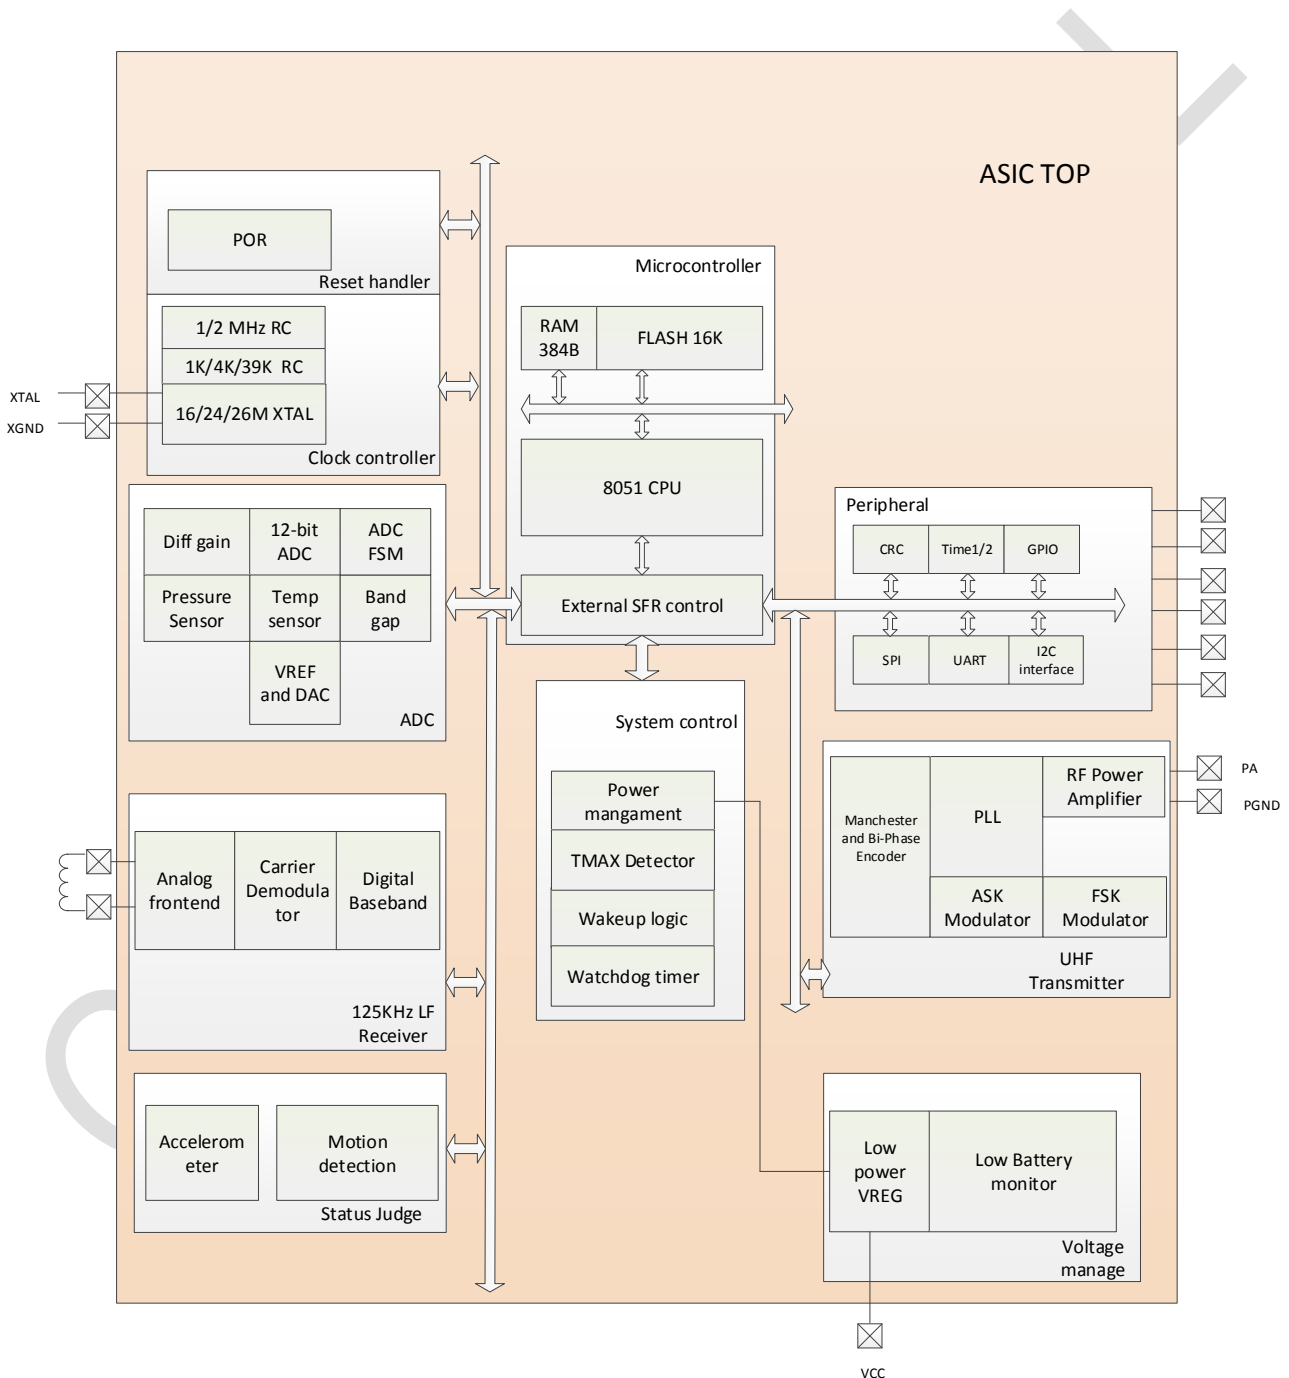 ASIC TOP
POR
Reset handler
1/2 MHz RC
1K/4K/39K  RC
16/24/26M XTAL
Clock controller
XTAL
XGND
Microcontroller
RAM
384B
FLASH 16K
8051 CPU
External SFR control
Diff gain
12-bit
ADC
ADC
FSM
Pressure
Sensor
Temp
sensor
Band
gap
VREF
and DAC
ADC
Peripheral
CRC
Time1/2
GPIO
SPI
UART
I2C
interface
System control
Power
mangament
TMAX Detector
Wakeup logic
Watchdog timer
Manchester
and Bi-Phase
Encoder
PLL
RF Power
Amplifier
ASK
Modulator
FSK
Modulator
UHF
Transmitter
PA
PGND
Analog
frontend
Carrier
Demodula
tor
Digital
Baseband
125KHz LF
Receiver
Accelerom
eter
Motion
detection
Status Judge
Low
power
VREG
Low Battery
monitor
Voltage
manage
VCC